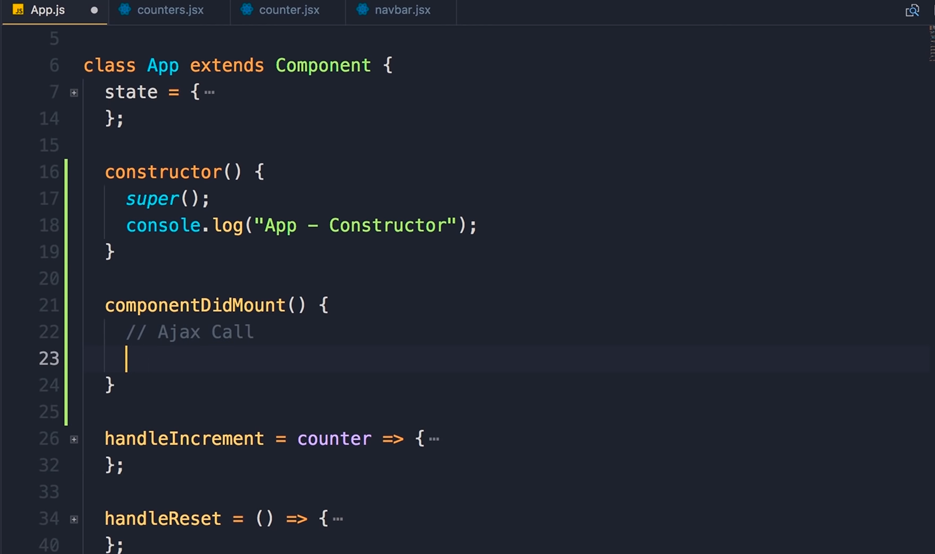 JS App.js ● counters.jsx counter.jsx navbar.jsx
5
6 class App extends Component {
7 state = {⋯
14 };
15
16 constructor() {
17 super();
18 console.log("App – Constructor");
19 }
20
21 componentDidMount() {
22 // Ajax Call
23
24 }
25
26 handleIncrement = counter => {⋯
32 };
33
34 handleReset = () => {⋯
40 };